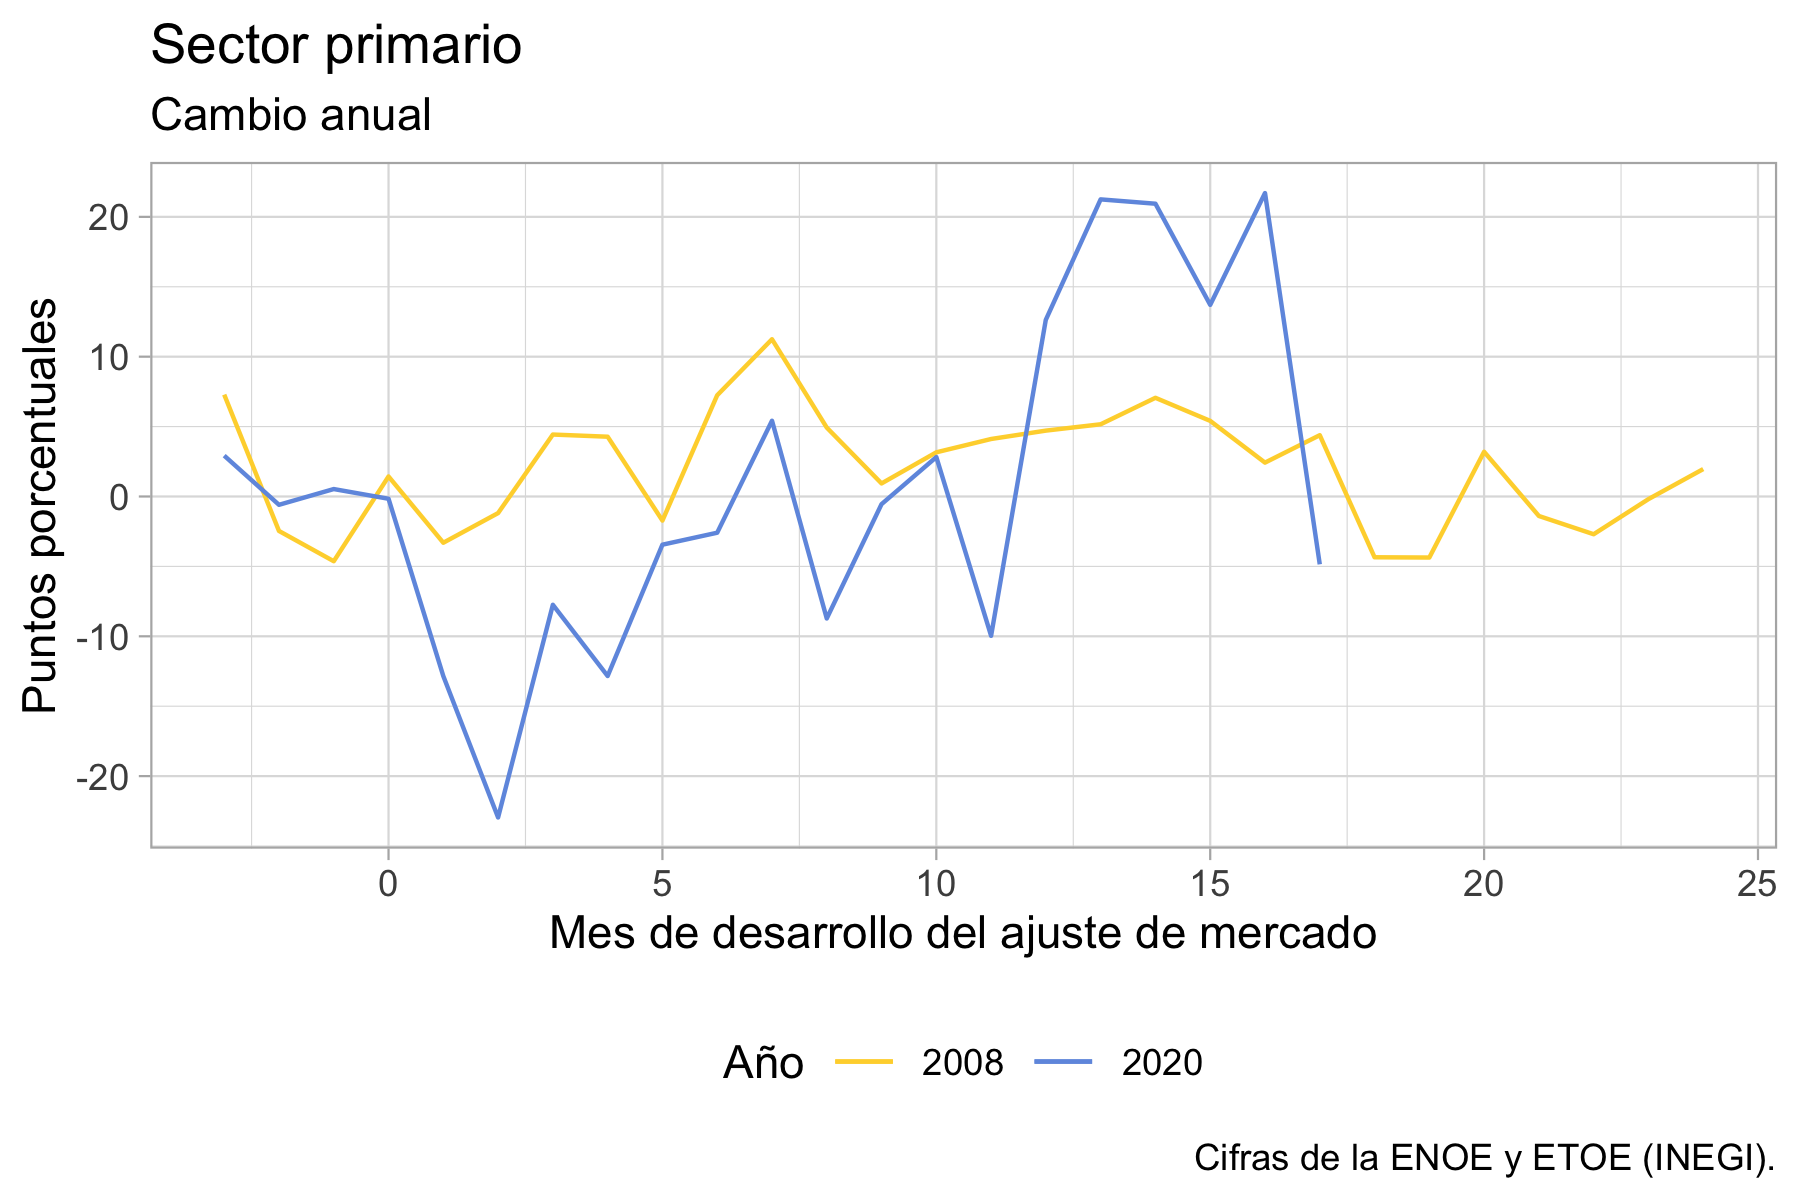 Sector primario
Cambio anual
Puntos porcentuales
20
10
0
-10
-20
0 5 10 15 20 25
Mes de desarrollo del ajuste de mercado
Año 2008 2020
Cifras de la ENOE y ETOE (INEGI).